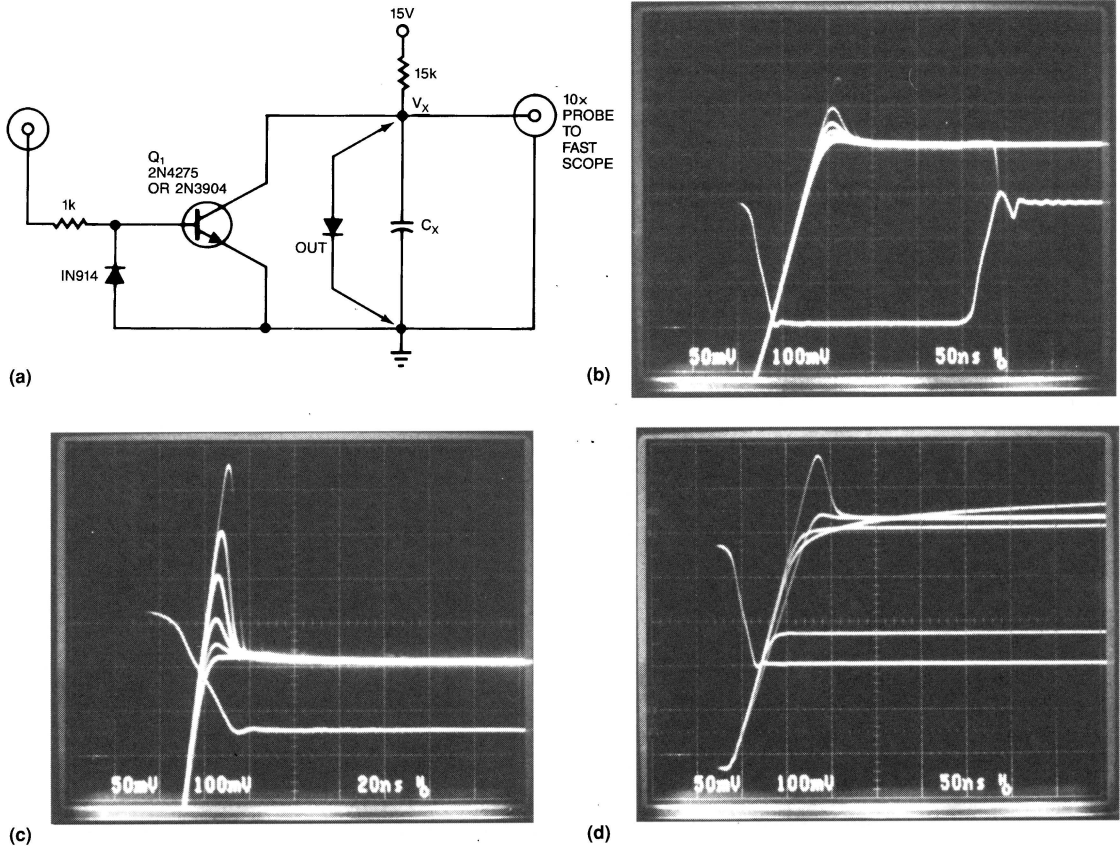 15V
15k
Vx
10x
PROBE
TO
FAST
SCOPE
Q1
2N4275
OR 2N3904
1k
OUT
Cx
IN914
(a)
50mV 100mV 50ns
(b)
50mV 100mV 20ns
(c)
50mV 100mV 50ns
(d)